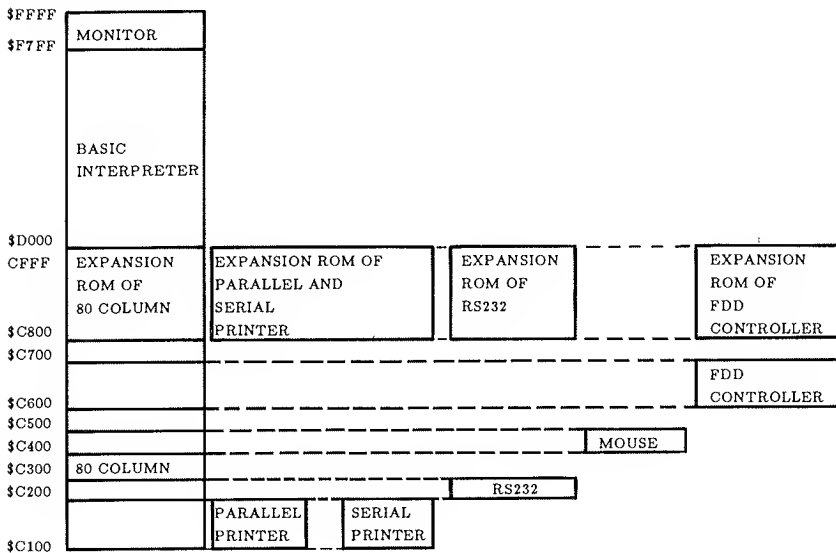 $FFFF
MONITOR
$F7FF
BASIC
INTERPRETER
$D000
CFFF
EXPANSION
ROM OF
80 COLUMN
EXPANSION ROM OF
PARALLEL AND
SERIAL
PRINTER
EXPANSION
ROM OF
RS232
EXPANSION
ROM OF
FDD
CONTROLLER
$C800
$C700
FDD
CONTROLLER
$C600
$C500
$C400
MOUSE
$C300
80 COLUMN
$C200
RS232
PARALLEL
PRINTER
SERIAL
PRINTER
$C100